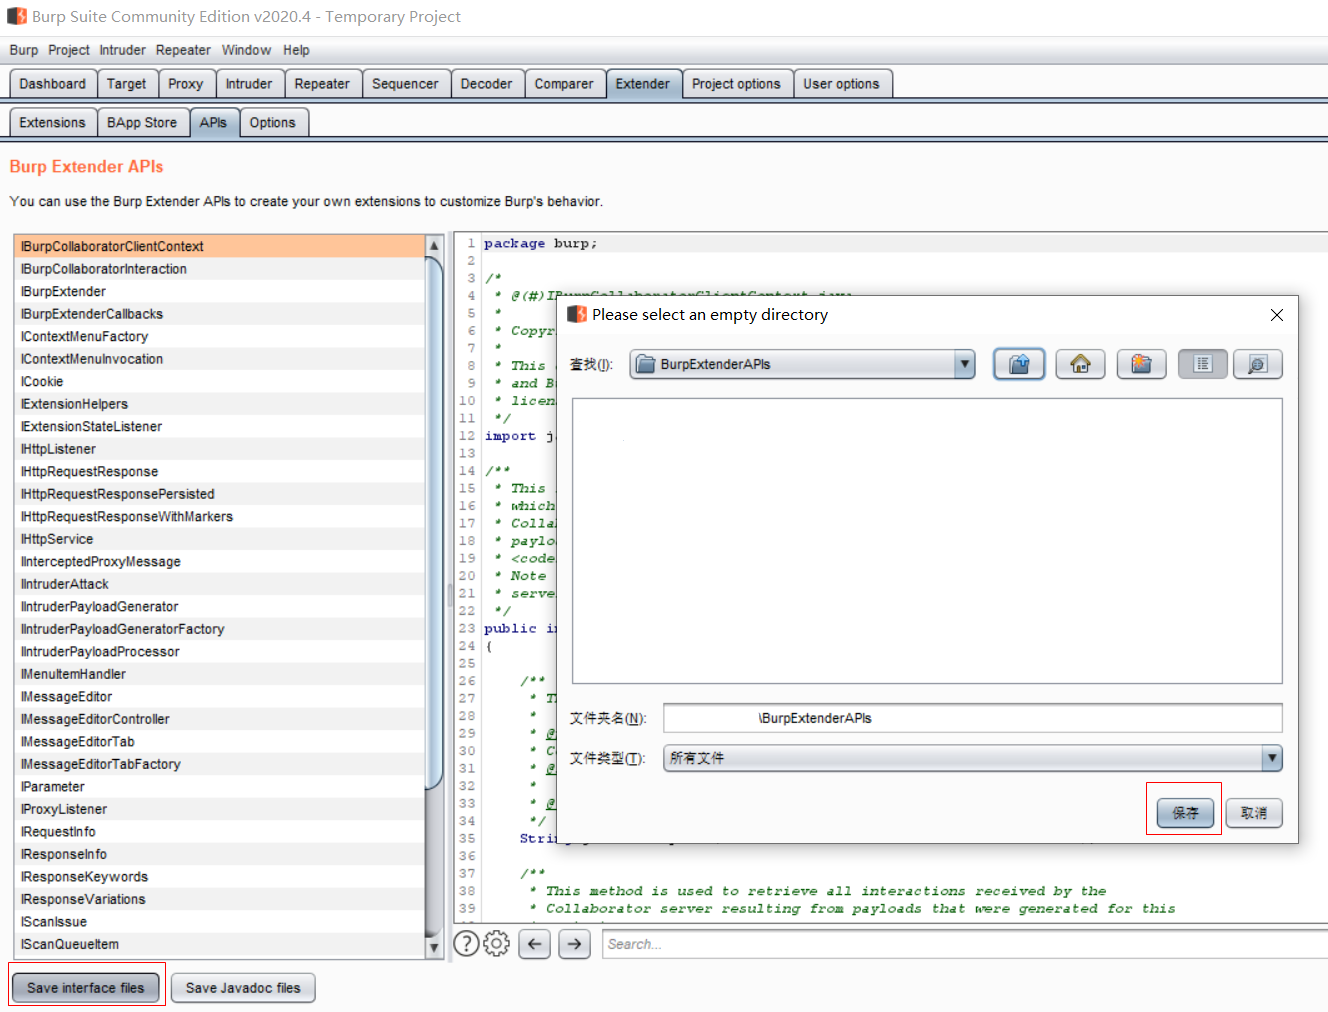 Burp Suite Community Edition v2020.4 - Temporary Project
Burp Project Intruder Repeater Window Help
Dashboard Target Proxy Intruder Repeater Sequencer Decoder Comparer Extender Project options User options
Extensions BApp Store APIs Options
Burp Extender APIs
You can use the Burp Extender APIs to create your own extensions to customize Burp's behavior.
IBurpCollaboratorClientContext
IBurpCollaboratorInteraction
IBurpExtender
IBurpExtenderCallbacks
IContextMenuFactory
IContextMenuInvocation
ICookie
IExtensionHelpers
IExtensionStateListener
IHttpListener
IHttpRequestResponse
IHttpRequestResponsePersisted
IHttpRequestResponseWithMarkers
IHttpService
IInterceptedProxyMessage
IIntruderAttack
IIntruderPayloadGenerator
IIntruderPayloadGeneratorFactory
IIntruderPayloadProcessor
IMenuItemHandler
IMessageEditor
IMessageEditorController
IMessageEditorTab
IMessageEditorTabFactory
IParameter
IProxyListener
IRequestInfo
IResponseInfo
IResponseKeywords
IResponseVariations
IScanIssue
IScanQueueItem
Save interface files Save Javadoc files
1 package burp;
2
3 /*
4 * @(#)IBurpCollaboratorClientContext.java
5 *
6 * Copyr
7 *
8 * This
9 * and B
10 * licen
11 */
12 import j
13
14 /**
15 * This
16 * which
17 * Colla
18 * paylo
19 * <code
20 * Note
21 * serve
22 */
23 public in
24 {
25
26 /**
27 * T
28 *
29 * @
30 * C
31 * @
32 *
33 * @
34 */
35 Strin
36
37 /**
38 * This method is used to retrieve all interactions received by the
39 * Collaborator server resulting from payloads that were generated for this
Search...
Please select an empty directory
查找(I): BurpExtenderAPIs
文件夹名(N): \BurpExtenderAPIs
文件类型(T): 所有文件
保存 取消